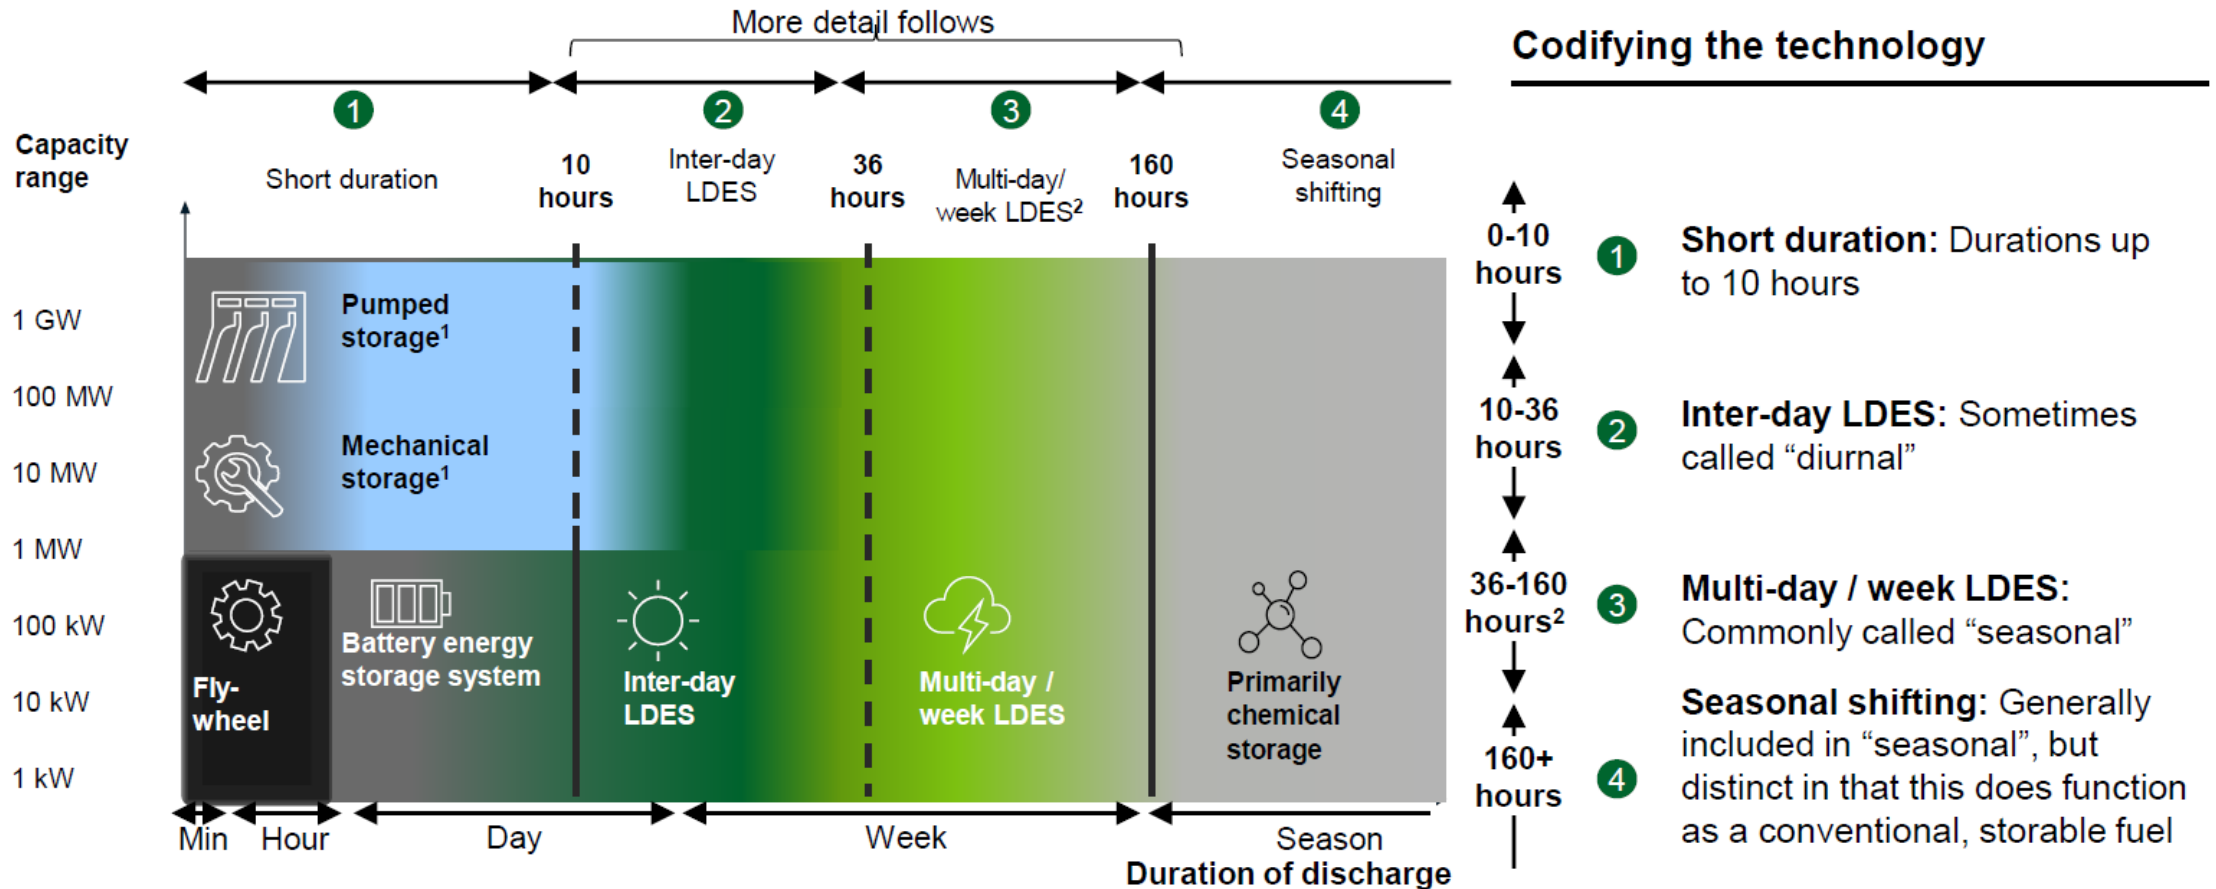 More detail follows
Codifying the technology
1
2
3
4
Capacity
range
Short duration
10
hours
Inter-day
LDES
36
hours
Multi-day/
week LDES²
160
hours
Seasonal
shifting
1 GW
100 MW
10 MW
1 MW
100 kW
10 kW
1 kW
Pumped
storage¹
Mechanical
storage¹
Fly-
wheel
Battery energy
storage system
Inter-day
LDES
Multi-day /
week LDES
Primarily
chemical
storage
Min
Hour
Day
Week
Season
Duration of discharge
0-10
hours
1
Short duration: Durations up
to 10 hours
10-36
hours
2
Inter-day LDES: Sometimes
called “diurnal”
36-160
hours²
3
Multi-day / week LDES:
Commonly called “seasonal”
160+
hours
4
Seasonal shifting: Generally
included in “seasonal”, but
distinct in that this does function
as a conventional, storable fuel